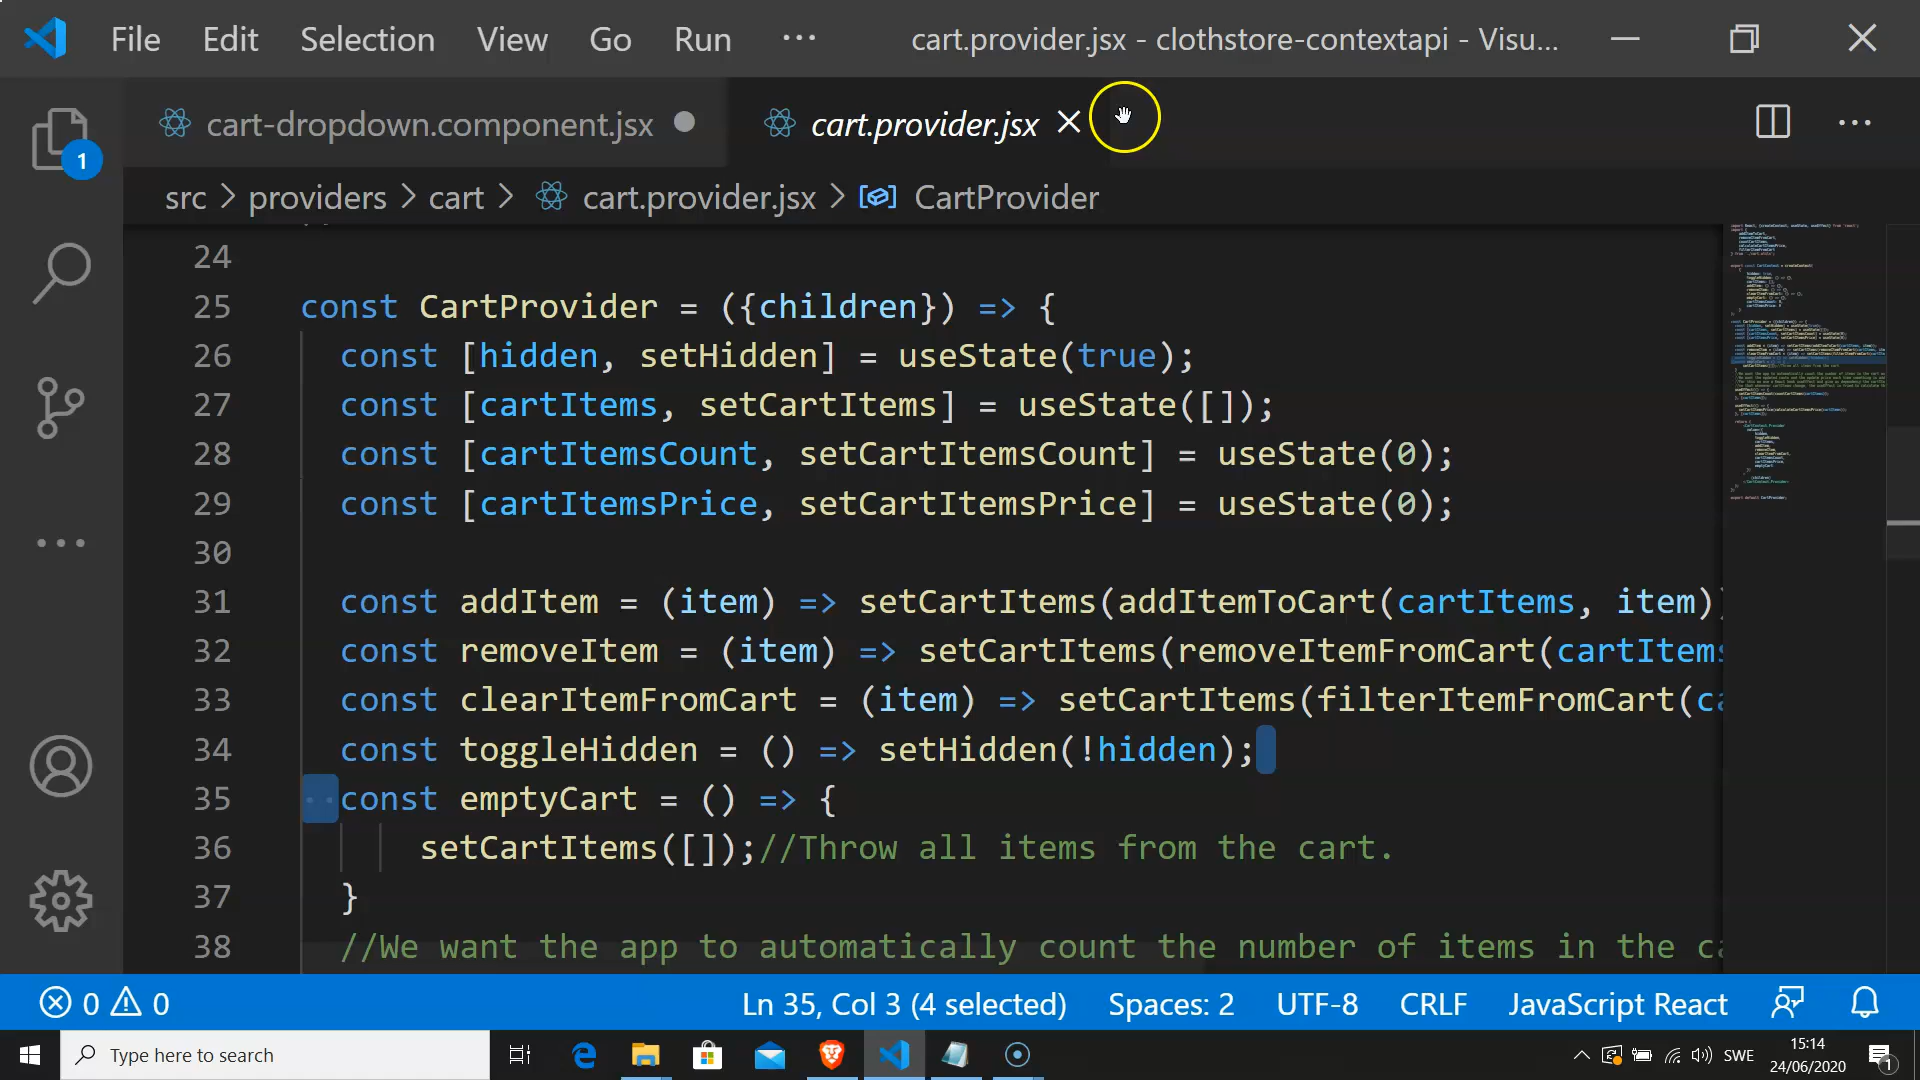 File Edit Selection View Go Run ··· cart.provider.jsx - clothstore-contextapi - Visu...
cart-dropdown.component.jsx cart.provider.jsx
src > providers > cart > cart.provider.jsx > CartProvider
1
24
25 const CartProvider = ({children}) => {
26 const [hidden, setHidden] = useState(true);
27 const [cartItems, setCartItems] = useState([]);
28 const [cartItemsCount, setCartItemsCount] = useState(0);
29 const [cartItemsPrice, setCartItemsPrice] = useState(0);
30
31 const addItem = (item) => setCartItems(addItemToCart(cartItems, item)
32 const removeItem = (item) => setCartItems(removeItemFromCart(cartItems
33 const clearItemFromCart = (item) => setCartItems(filterItemFromCart(ca
34 const toggleHidden = () => setHidden(!hidden);
35 const emptyCart = () => {
36 setCartItems([]);//Throw all items from the cart.
37 }
38 //We want the app to automatically count the number of items in the ca
0 0 Ln 35, Col 3 (4 selected) Spaces: 2 UTF-8 CRLF JavaScript React
Type here to search SWE 15:14
24/06/2020 1